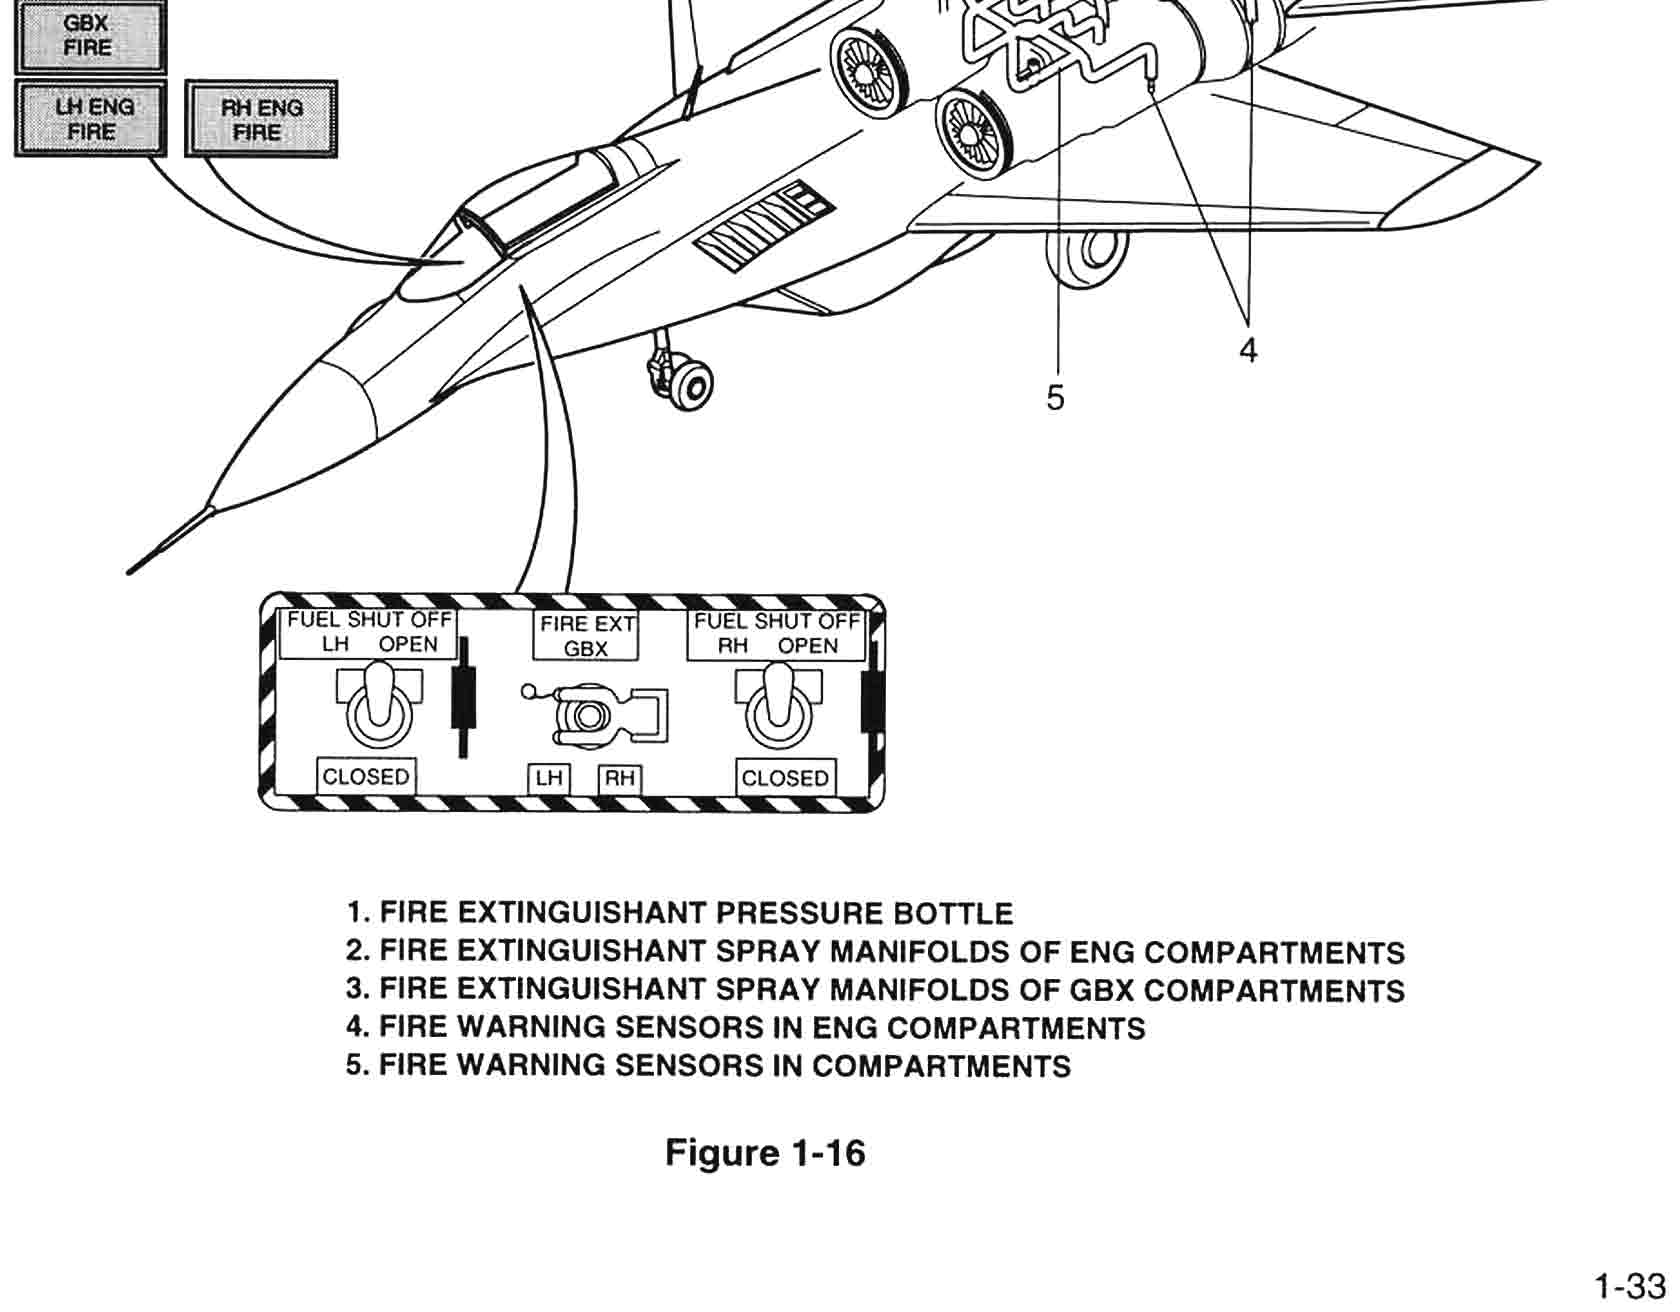 GBX
FIRE
LH ENG
FIRE
RH ENG
FIRE
4
5
FUEL SHUT OFF
LH OPEN
FIRE EXT
GBX
FUEL SHUT OFF
RH OPEN
CLOSED
LH
RH
CLOSED
1. FIRE EXTINGUISHANT PRESSURE BOTTLE
2. FIRE EXTINGUISHANT SPRAY MANIFOLDS OF ENG COMPARTMENTS
3. FIRE EXTINGUISHANT SPRAY MANIFOLDS OF GBX COMPARTMENTS
4. FIRE WARNING SENSORS IN ENG COMPARTMENTS
5. FIRE WARNING SENSORS IN COMPARTMENTS
Figure 1-16
1-33